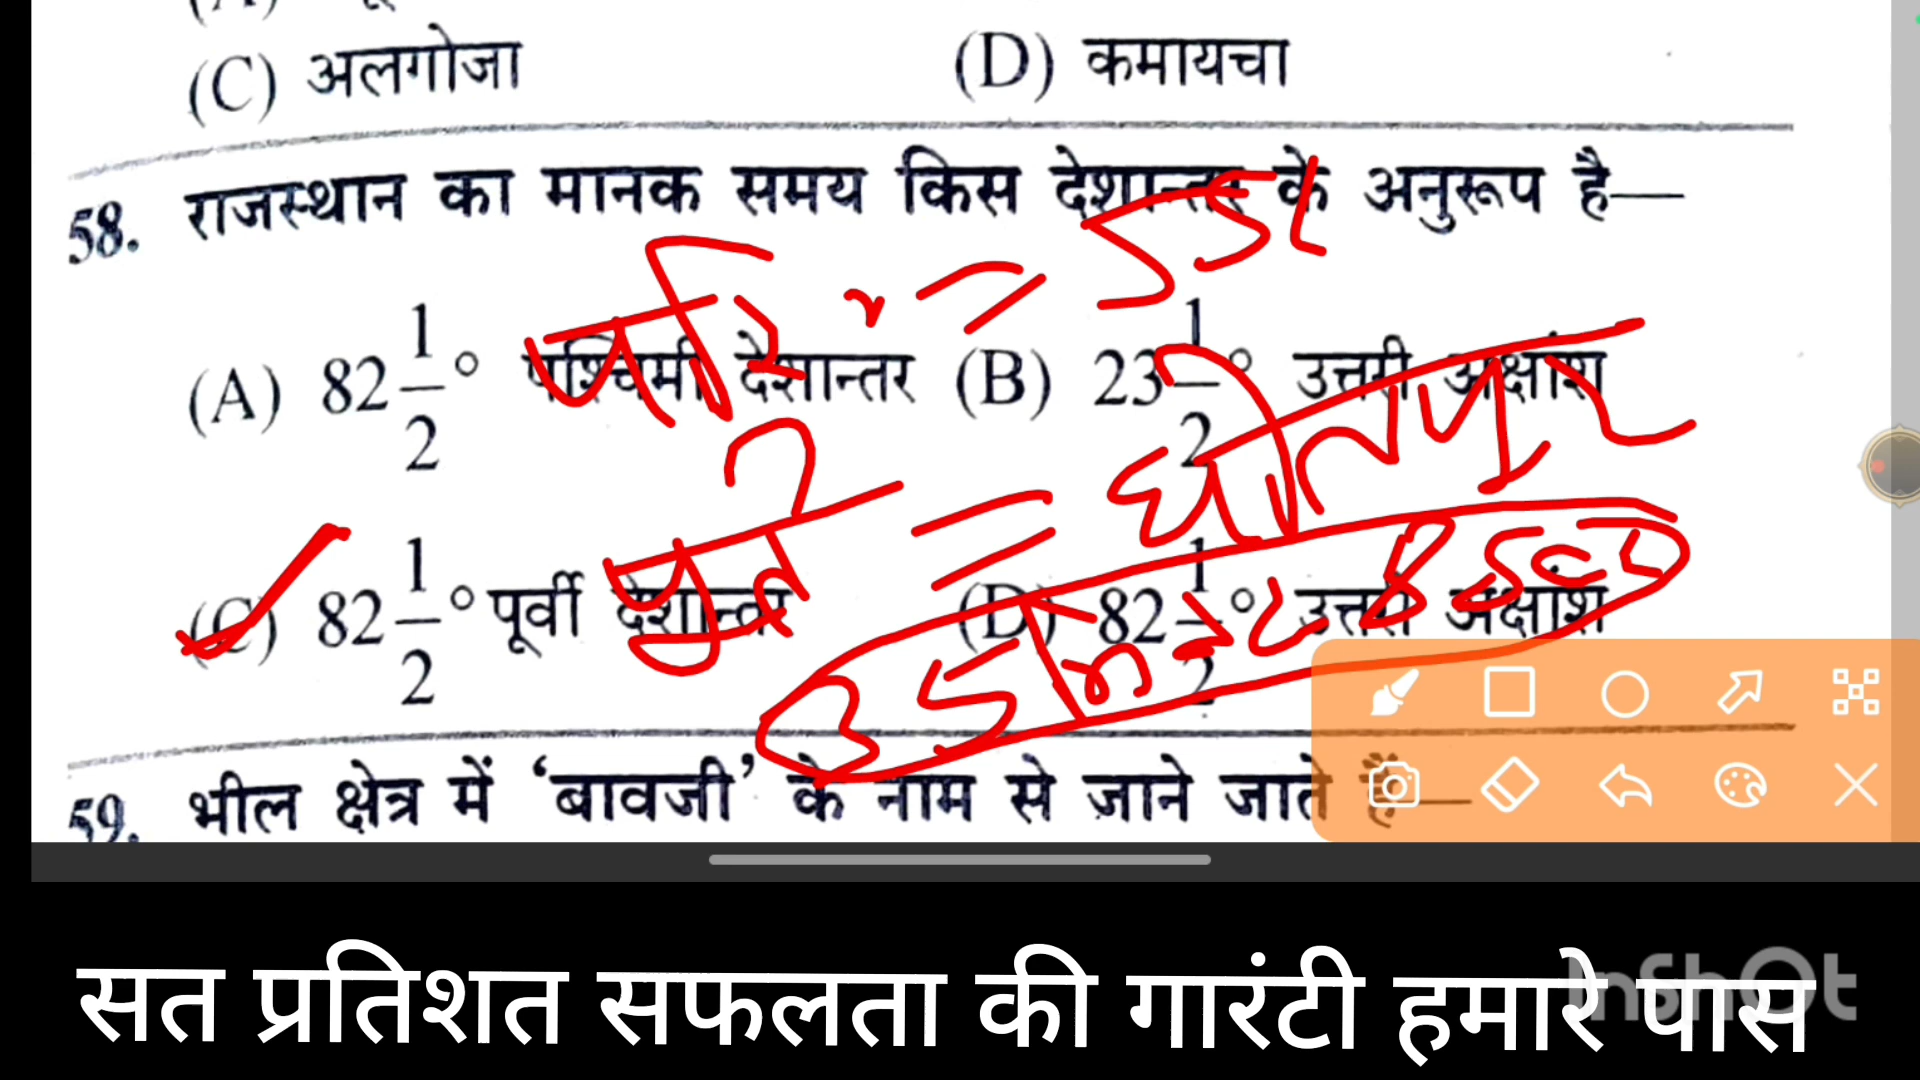 (C) अलगोजा (D) कमायचा
58. राजस्थान का मानक समय किस देशान्तर के अनुरूप है—
(A) 82 1/2° पश्चिमी देशान्तर (B) 23 1/2° उत्तरी अक्षांश
(C) 82 1/2° पूर्वी देशान्तर (D) 82 1/2° उत्तरी अक्षांश
59. भील क्षेत्र में ‘बावजी’ के नाम से जाने जाते हैं—
सत प्रतिशत सफलता की गारंटी हमारे पास
InShOt